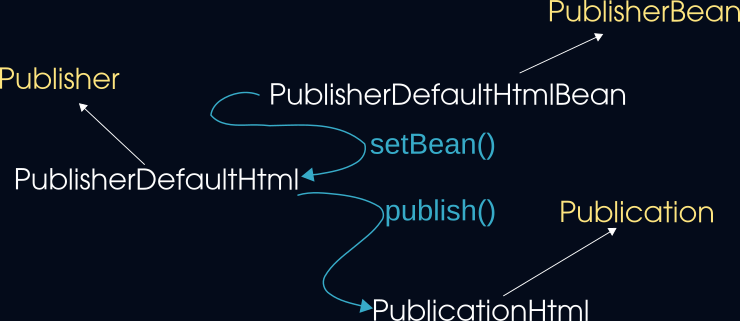 PublisherBean
Publisher
PublisherDefaultHtmlBean
setBean()
PublisherDefaultHtml
publish()
Publication
PublicationHtml